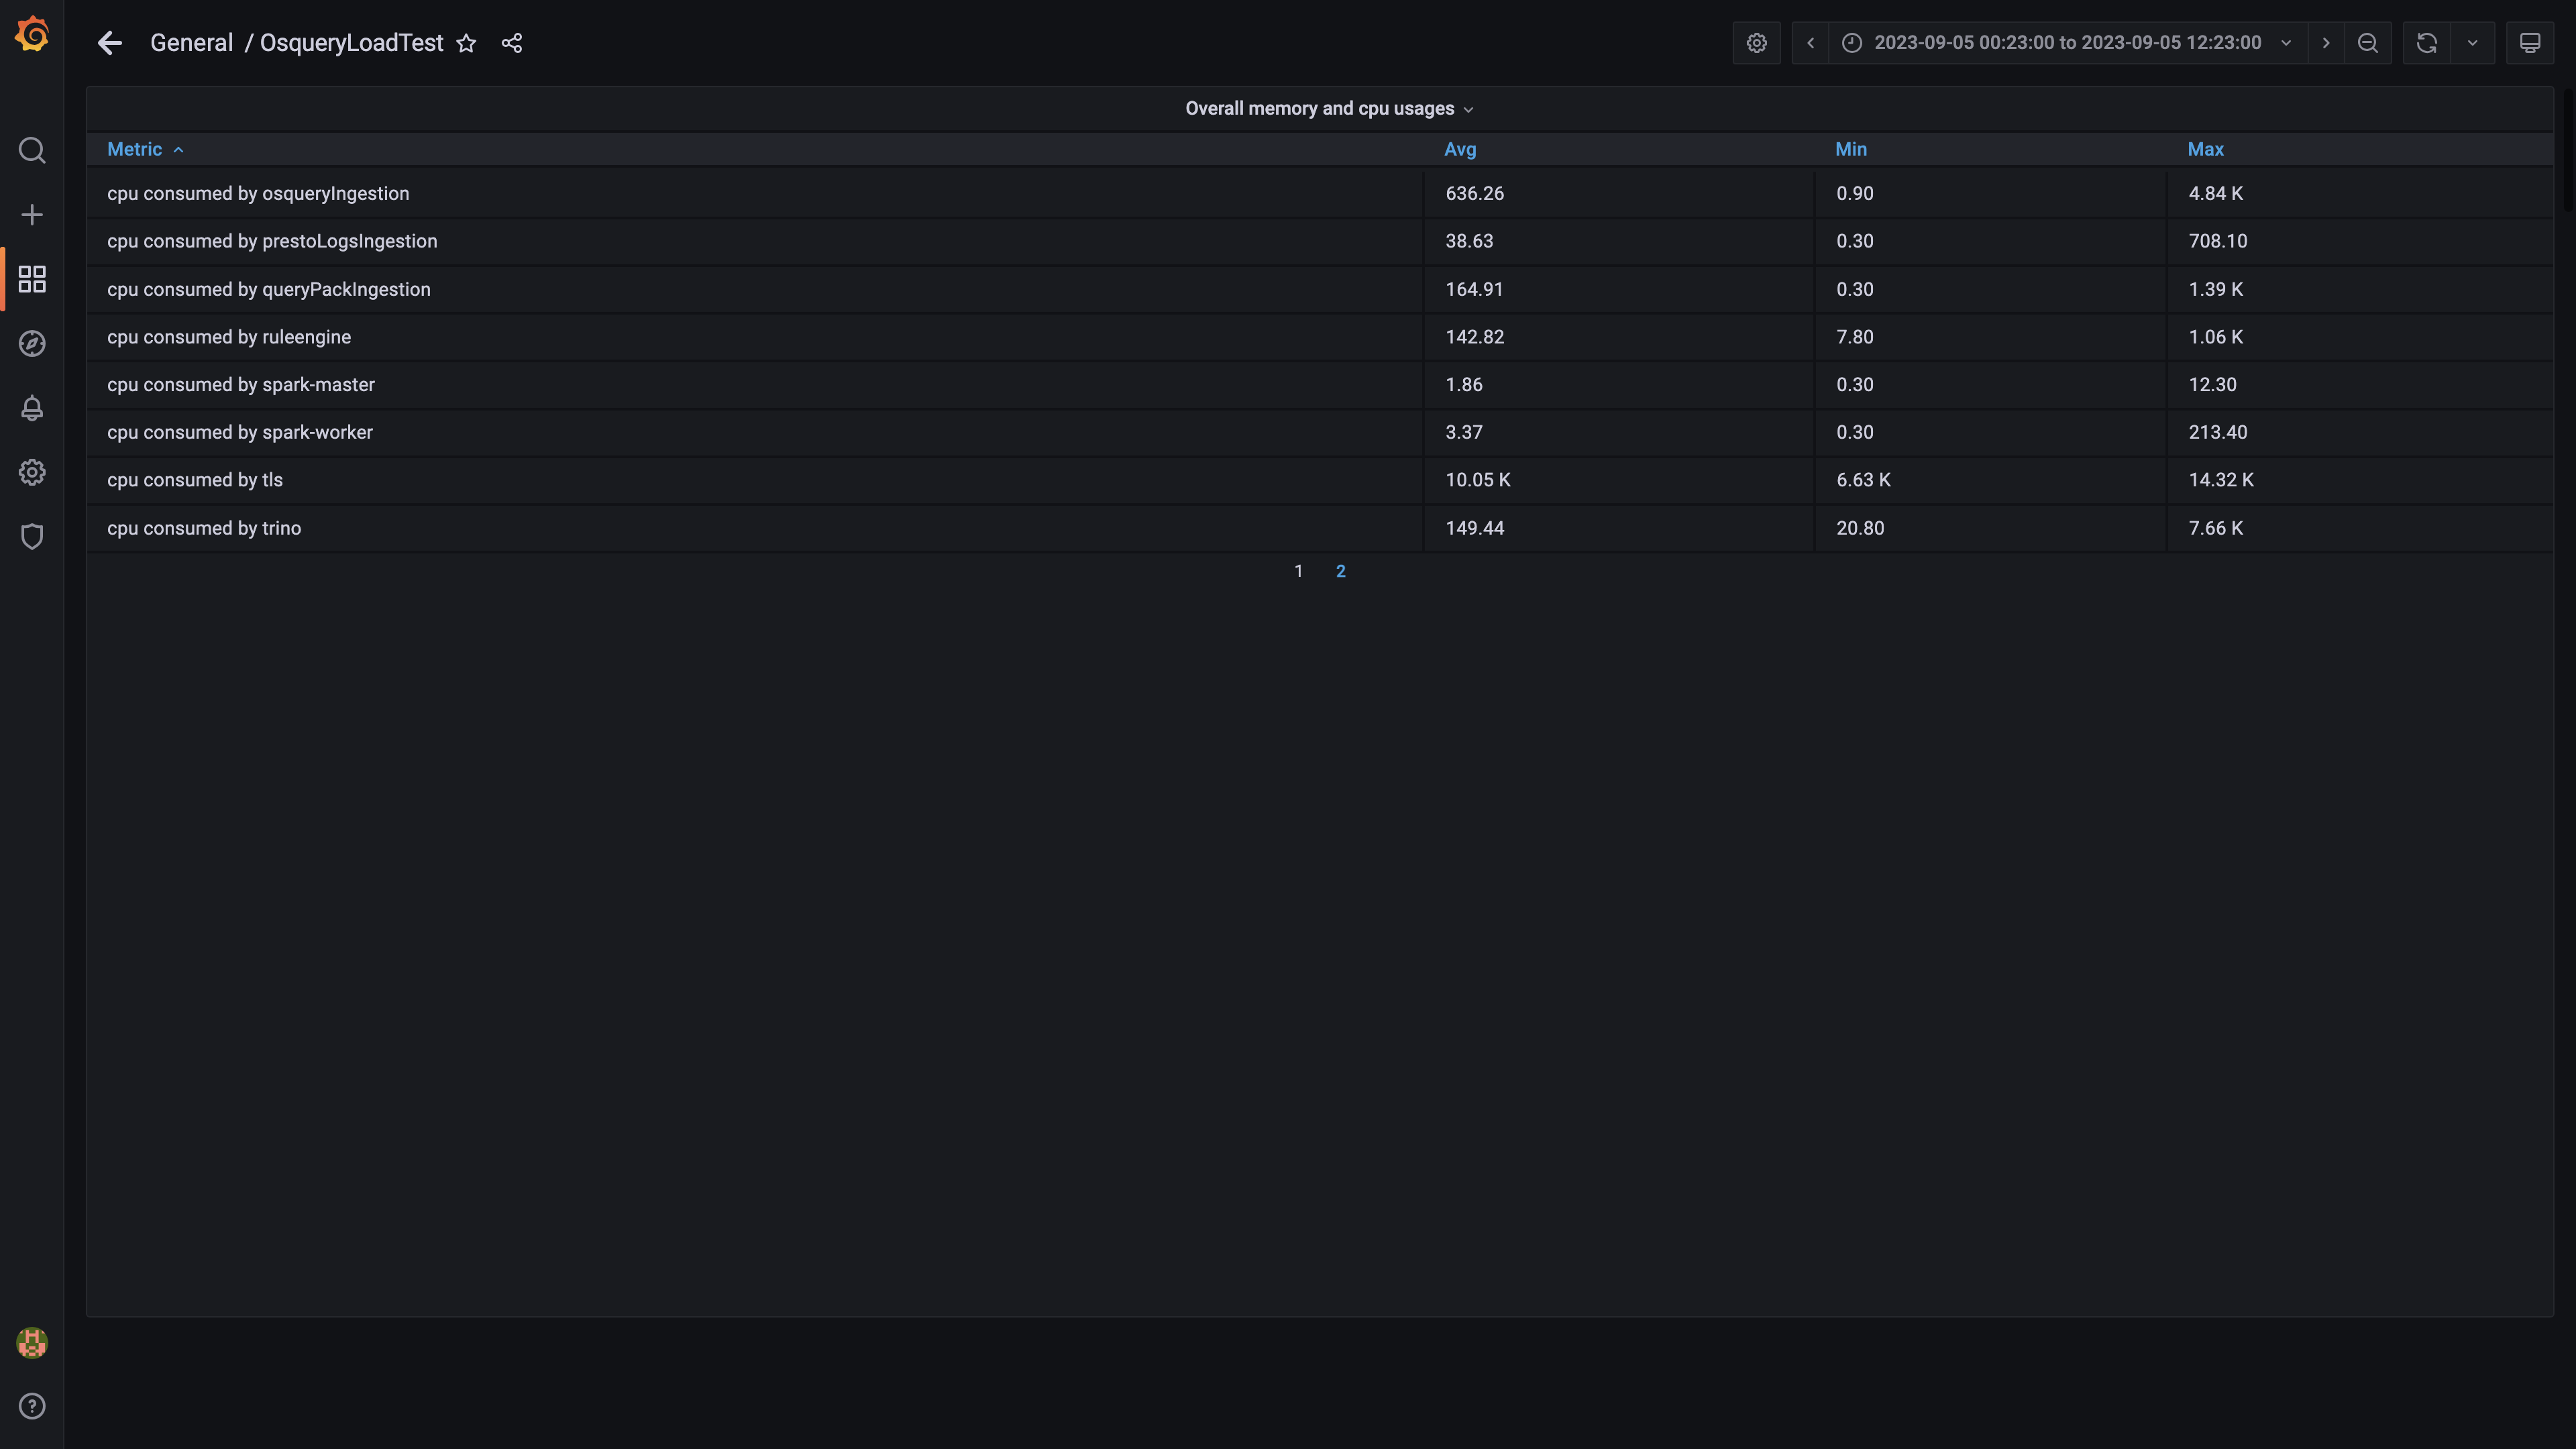 General / OsqueryLoadTest
2023-09-05 00:23:00 to 2023-09-05 12:23:00
Overall memory and cpu usages
Metric Avg Min Max
cpu consumed by osqueryIngestion 636.26 0.90 4.84 K
cpu consumed by prestoLogsIngestion 38.63 0.30 708.10
cpu consumed by queryPackIngestion 164.91 0.30 1.39 K
cpu consumed by ruleengine 142.82 7.80 1.06 K
cpu consumed by spark-master 1.86 0.30 12.30
cpu consumed by spark-worker 3.37 0.30 213.40
cpu consumed by tls 10.05 K 6.63 K 14.32 K
cpu consumed by trino 149.44 20.80 7.66 K
1 2